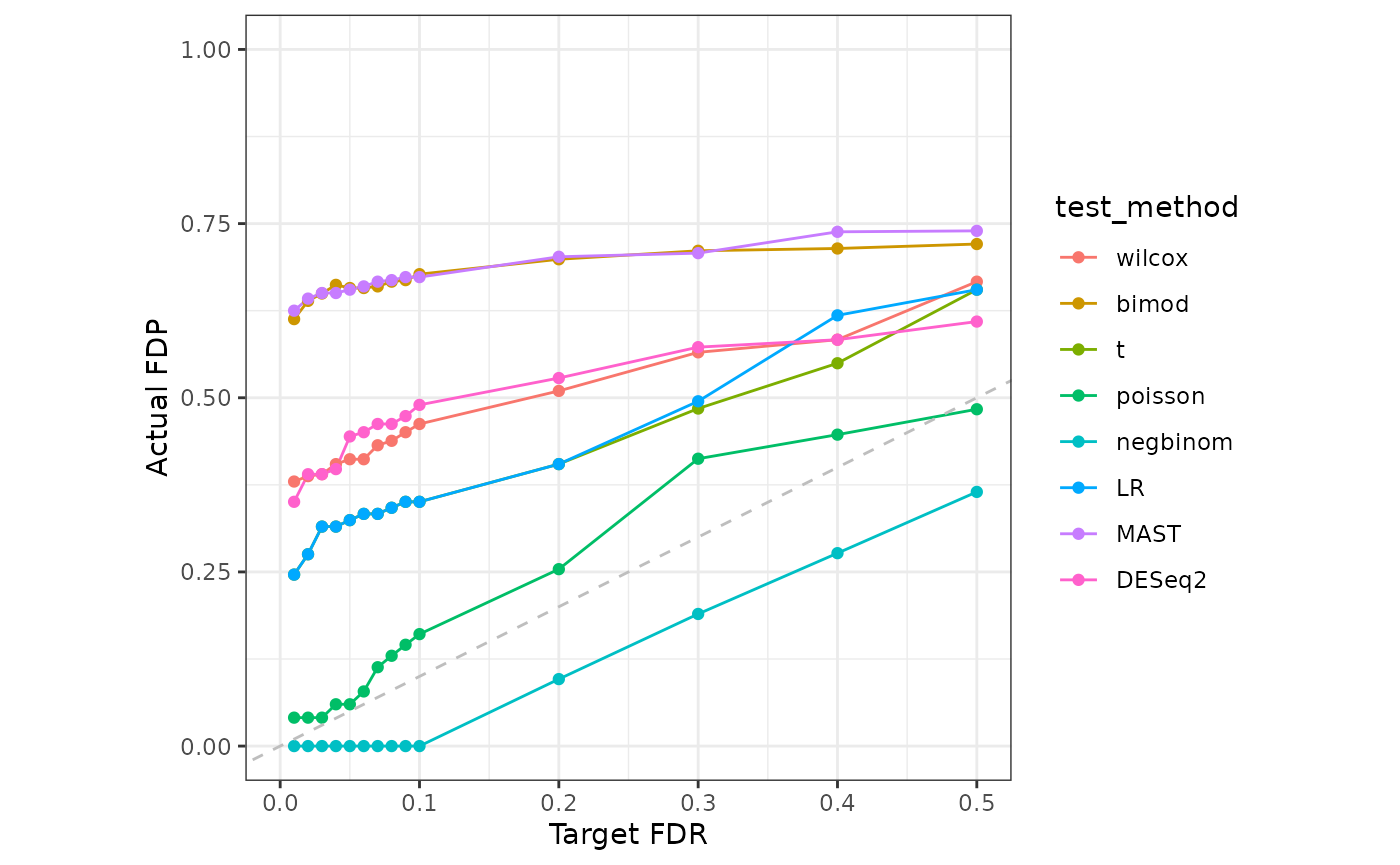 1.00
0.75
0.50
0.25
0.00
Actual FDP
0.0 0.1 0.2 0.3 0.4 0.5
Target FDR
test_method
wilcox
bimod
t
poisson
negbinom
LR
MAST
DESeq2